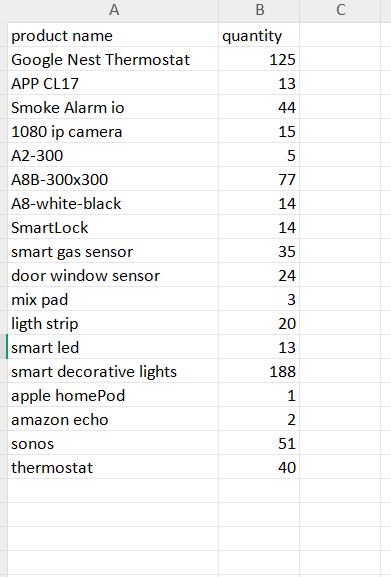 A B C
product name quantity
Google Nest Thermostat 125
APP CL17 13
Smoke Alarm io 44
1080 ip camera 15
A2-300 5
A8B-300x300 77
A8-white-black 14
SmartLock 14
smart gas sensor 35
door window sensor 24
mix pad 3
ligth strip 20
smart led 13
smart decorative lights 188
apple homePod 1
amazon echo 2
sonos 51
thermostat 40